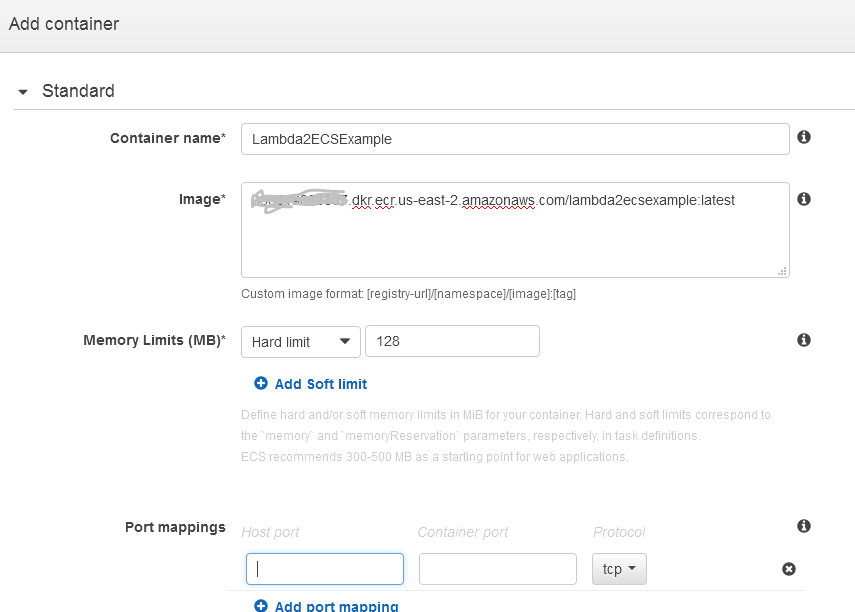 Add container
Standard
Container name*
Lambda2ECSExample
Image*
.dkr.ecr.us-east-2.amazonaws.com/lambda2ecsexample:latest
Custom image format: [registry-url]/[namespace]/[image]:[tag]
Memory Limits (MB)*
Hard limit
128
Add Soft limit
Define hard and/or soft memory limits in MiB for your container. Hard and soft limits correspond to
the `memory` and `memoryReservation` parameters, respectively, in task definitions.
ECS recommends 300-500 MB as a starting point for web applications.
Port mappings
Host port
Container port
Protocol
tcp
Add port mapping